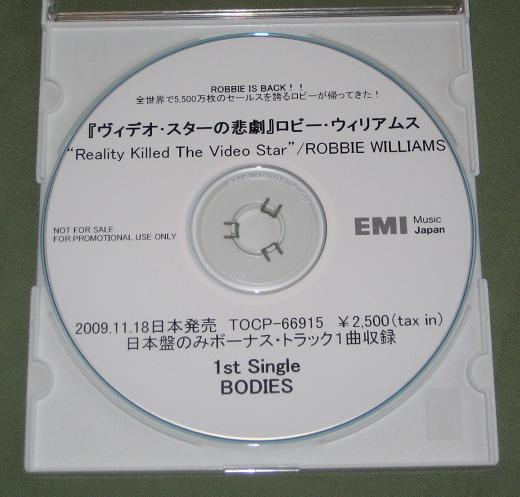 ROBBIE IS BACK！！
全世界で5,500万枚のセールスを誇るロビーが帰ってきた！
『ヴィデオ・スターの悲劇』ロビー・ウィリアムス
“Reality Killed The Video Star”/ROBBIE WILLIAMS
NOT FOR SALE
FOR PROMOTIONAL USE ONLY
EMI Music Japan
2009.11.18日本発売 TOCP-66915 ￥2,500(tax in)
日本盤のみボーナス・トラック１曲収録
1st Single
BODIES